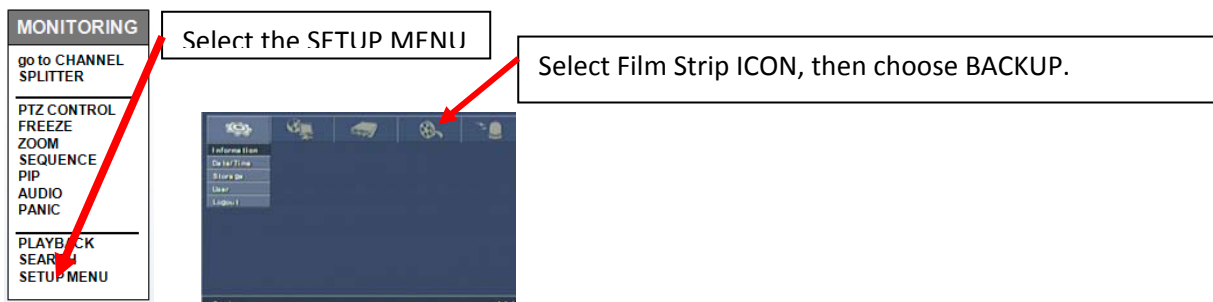 MONITORING
go to CHANNEL
SPLITTER
PTZ CONTROL
FREEZE
ZOOM
SEQUENCE
PIP
AUDIO
PANIC
PLAYBACK
SEARCH
SETUP MENU
Select the SETUP MENU
Select Film Strip ICON, then choose BACKUP.
Information
Date/Time
Storage
User
Logout